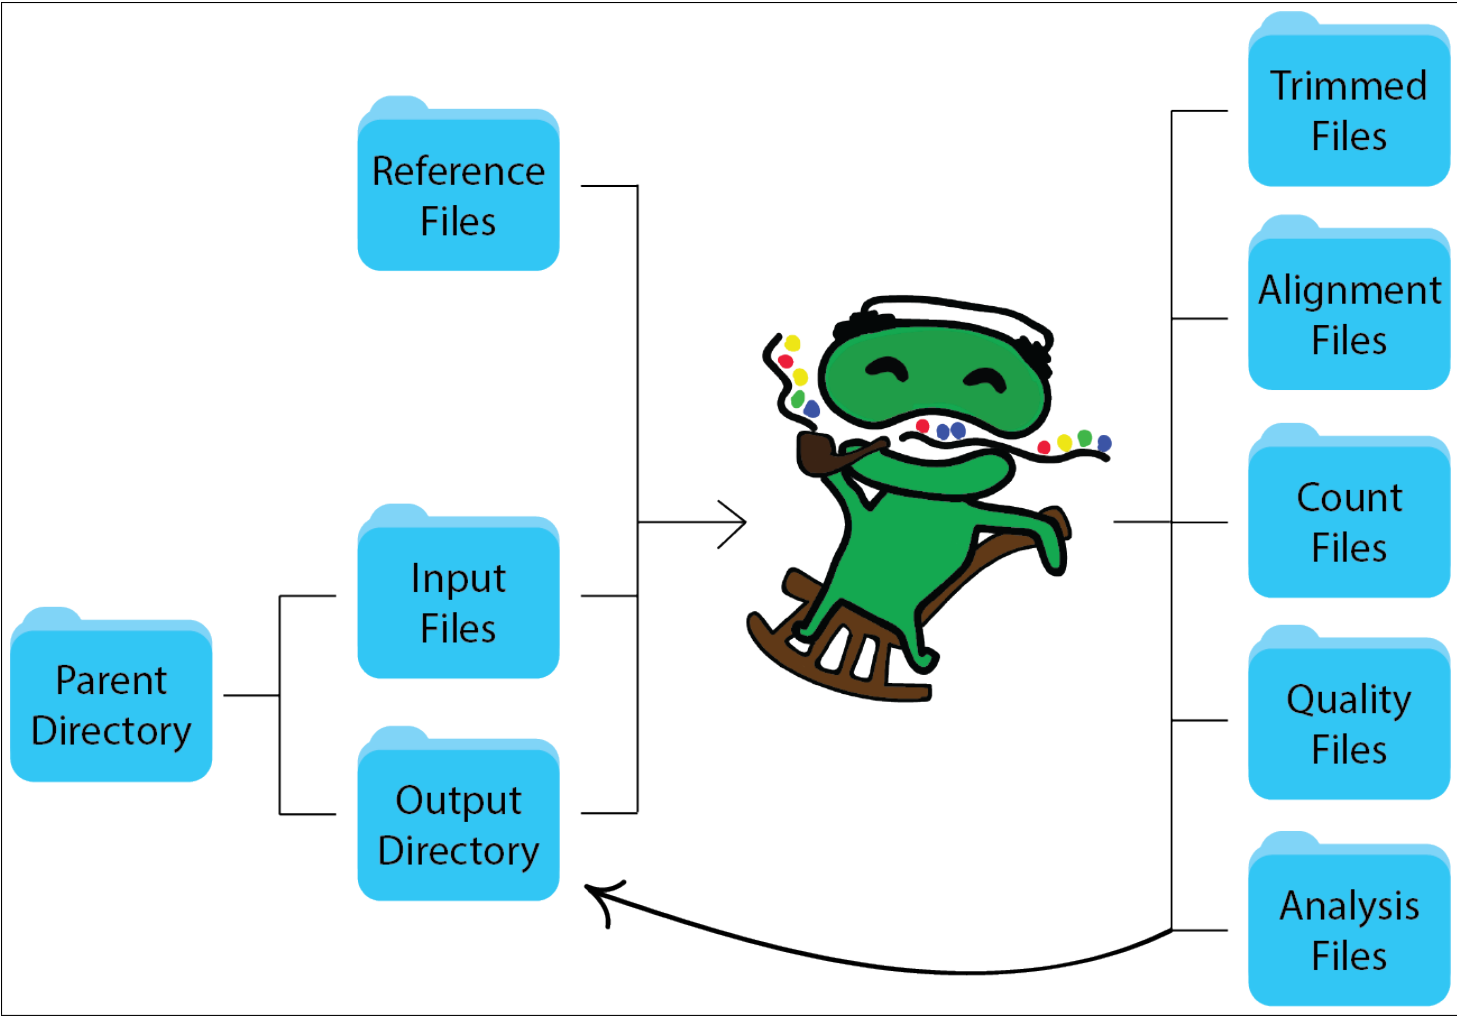 Reference
Files
Input
Files
Parent
Directory
Output
Directory
Trimmed
Files
Alignment
Files
Count
Files
Quality
Files
Analysis
Files